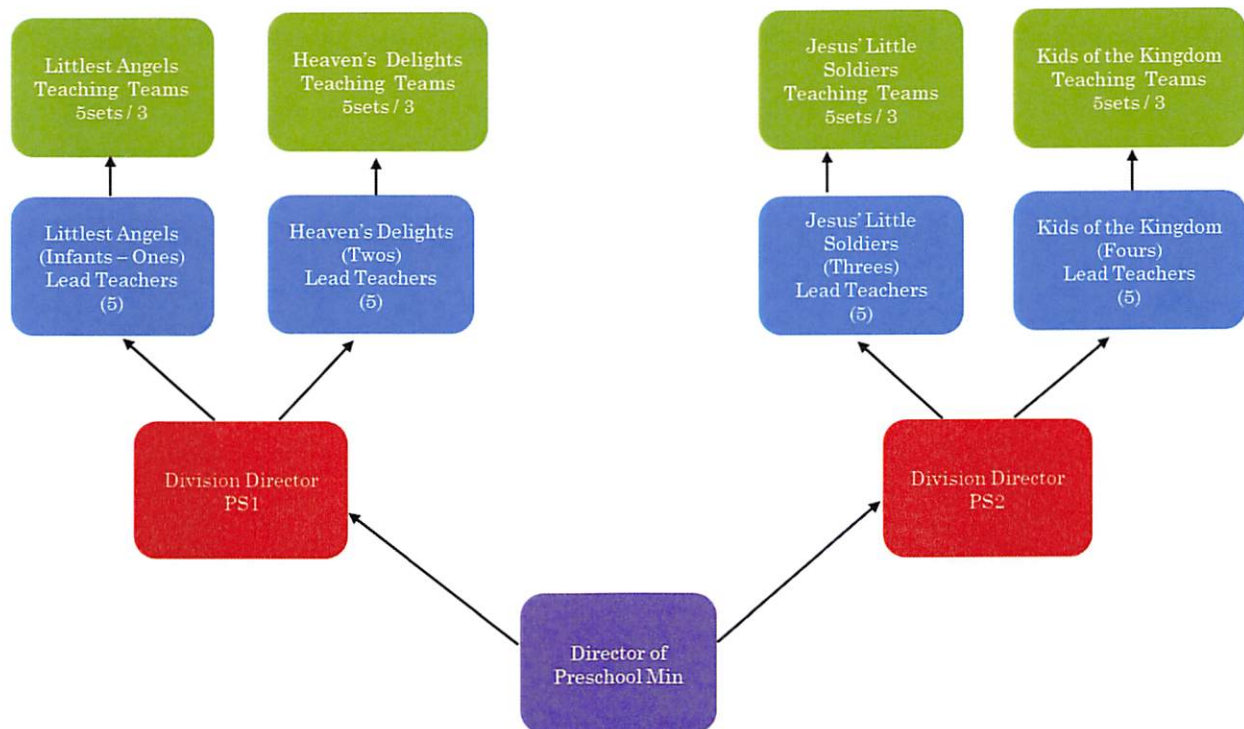 Littlest Angels
Teaching Teams
5sets / 3
Heaven's Delights
Teaching Teams
5sets / 3
Jesus' Little
Soldiers
Teaching Teams
5sets / 3
Kids of the Kingdom
Teaching Teams
5sets / 3
Littlest Angels
(Infants – Ones)
Lead Teachers
(5)
Heaven's Delights
(Twos)
Lead Teachers
(5)
Jesus' Little
Soldiers
(Threes)
Lead Teachers
(5)
Kids of the Kingdom
(Fours)
Lead Teachers
(5)
Division Director
PS1
Division Director
PS2
Director of
Preschool Min